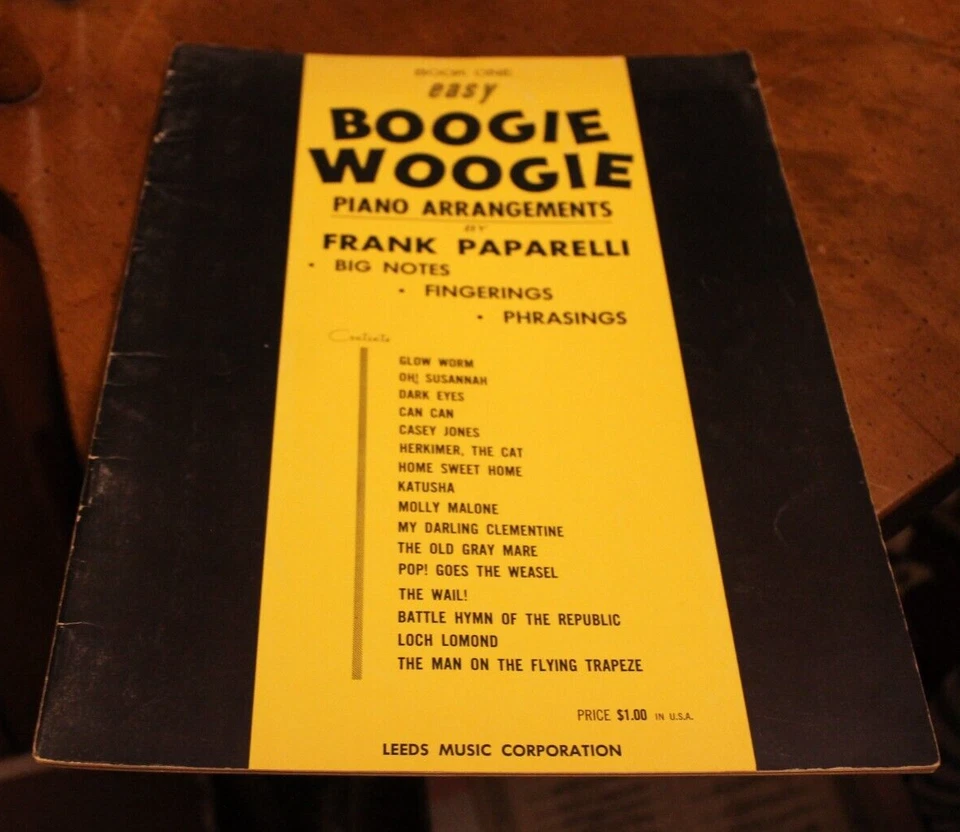 BOOK ONE
easy
BOOGIE
WOOGIE
PIANO ARRANGEMENTS
BY
FRANK PAPARELLI
• BIG NOTES
• FINGERINGS
• PHRASINGS
Contents
GLOW WORM
OH! SUSANNAH
DARK EYES
CAN CAN
CASEY JONES
HERKIMER, THE CAT
HOME SWEET HOME
KATUSHA
MOLLY MALONE
MY DARLING CLEMENTINE
THE OLD GRAY MARE
POP! GOES THE WEASEL
THE WAIL!
BATTLE HYMN OF THE REPUBLIC
LOCH LOMOND
THE MAN ON THE FLYING TRAPEZE
PRICE $1.00 IN U.S.A.
LEEDS MUSIC CORPORATION